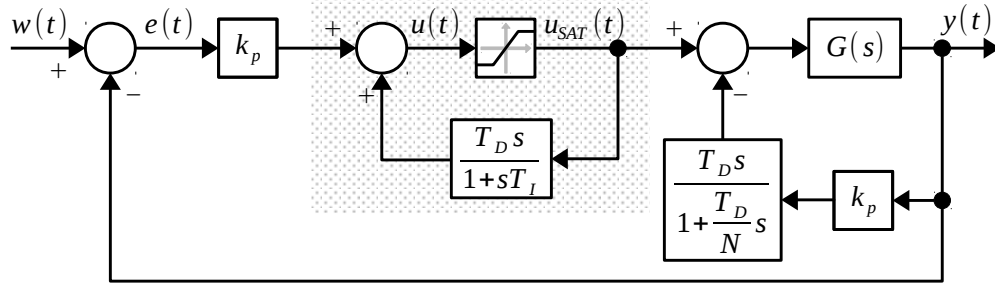 w(t)
e(t)
k_p
u(t)
u_SAT(t)
G(s)
y(t)
+
−
+
+
+
−
T_D s
1+sT_I
T_D s
1+T_D/N s
k_p